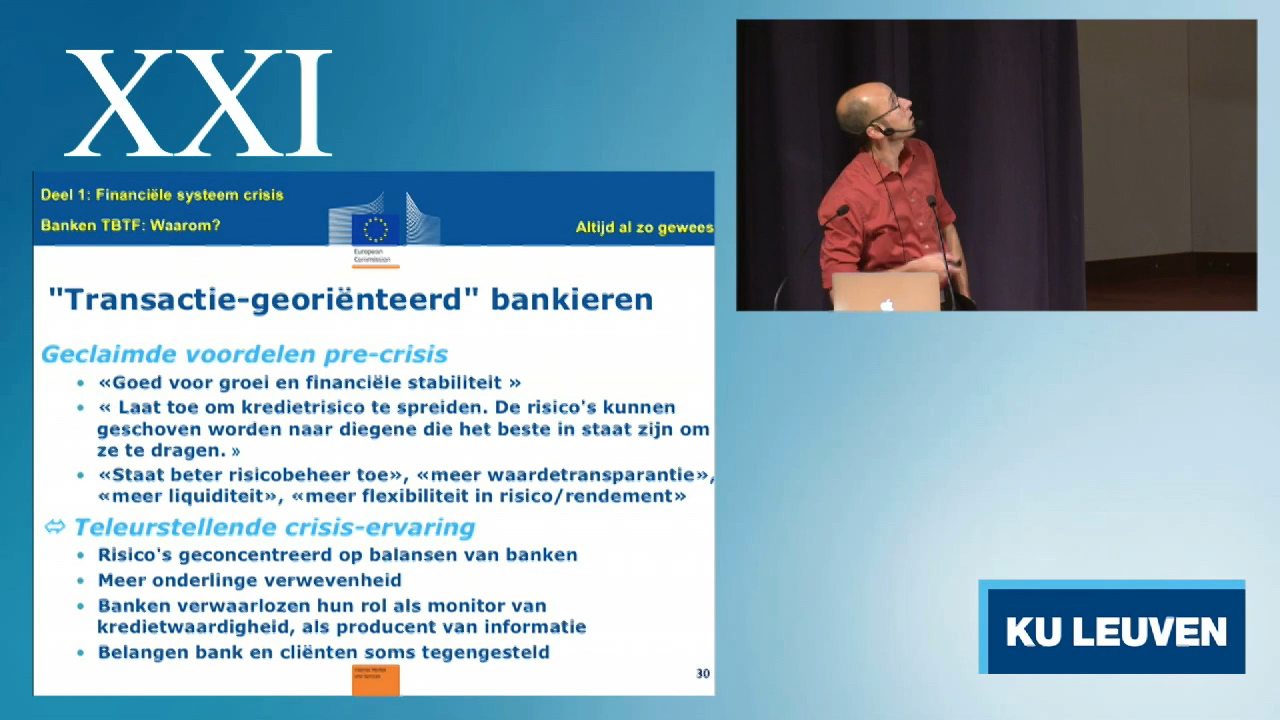 XXI
Deel 1: Financiële systeem crisis
Banken TBTF: Waarom?
Altijd al zo gewees
European
Commission
"Transactie-georiënteerd" bankieren
Geclaimde voordelen pre-crisis
• «Goed voor groei en financiële stabiliteit »
• « Laat toe om kredietrisico te spreiden. De risico's kunnen
geschoven worden naar diegene die het beste in staat zijn om
ze te dragen. »
• «Staat beter risicobeheer toe», «meer waardetransparantie»,
«meer liquiditeit», «meer flexibiliteit in risico/rendement»
⇔ Teleurstellende crisis-ervaring
• Risico's geconcentreerd op balansen van banken
• Meer onderlinge verwevenheid
• Banken verwaarlozen hun rol als monitor van
kredietwaardigheid, als producent van informatie
• Belangen bank en cliënten soms tegengesteld
30
KU LEUVEN